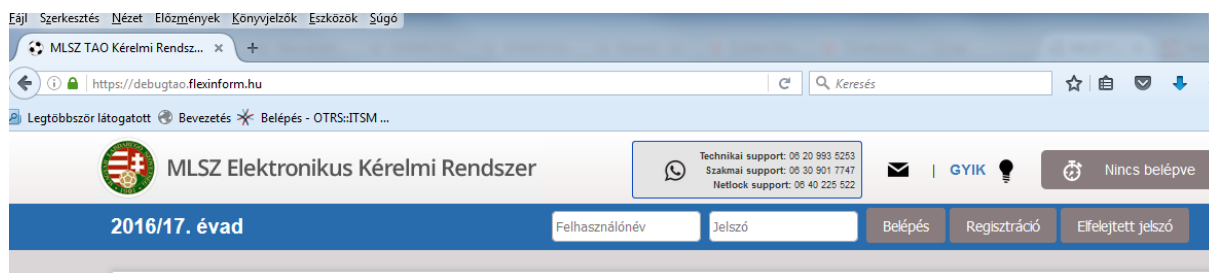 Fájl Szerkesztés Nézet Előzmények Könyvjelzők Eszközök Súgó
MLSZ TAO Kérelmi Rendsz... × +
https://debugtao.flexinform.hu Keresés
Legtöbbször látogatott Bevezetés Belépés - OTRS::ITSM ...
MLSZ Elektronikus Kérelmi Rendszer
Technikai support: 06 20 993 5253
Szakmai support: 06 30 901 7747
Netlock support: 06 40 225 522
| GYIK Nincs belépve
2016/17. évad Felhasználónév Jelszó Belépés Regisztráció Elfelejtett jelszó